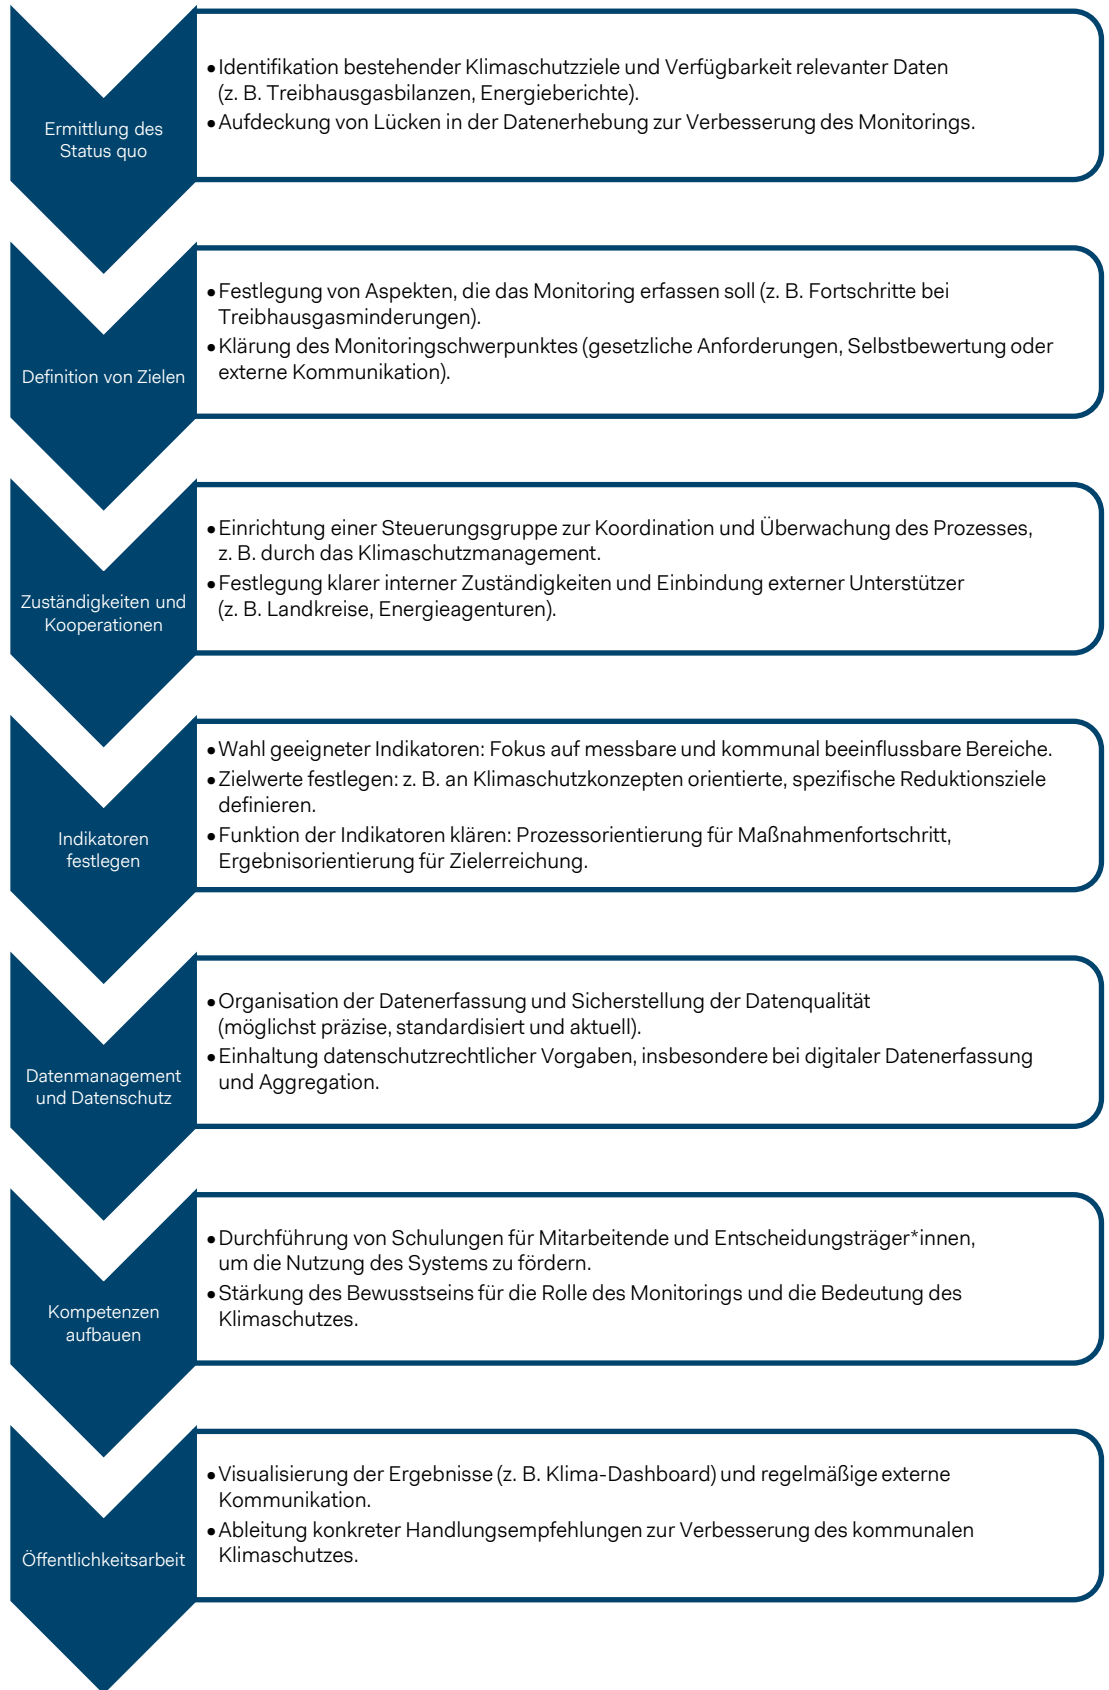 Ermittlung des
Status quo
•Identifikation bestehender Klimaschutzziele und Verfügbarkeit relevanter Daten
(z. B. Treibhausgasbilanzen, Energieberichte).
•Aufdeckung von Lücken in der Datenerhebung zur Verbesserung des Monitorings.
Definition von Zielen
•Festlegung von Aspekten, die das Monitoring erfassen soll (z. B. Fortschritte bei
Treibhausgasminderungen).
•Klärung des Monitoringschwerpunktes (gesetzliche Anforderungen, Selbstbewertung oder
externe Kommunikation).
Zuständigkeiten und
Kooperationen
•Einrichtung einer Steuerungsgruppe zur Koordination und Überwachung des Prozesses,
z. B. durch das Klimaschutzmanagement.
•Festlegung klarer interner Zuständigkeiten und Einbindung externer Unterstützer
(z. B. Landkreise, Energieagenturen).
Indikatoren
festlegen
•Wahl geeigneter Indikatoren: Fokus auf messbare und kommunal beeinflussbare Bereiche.
•Zielwerte festlegen: z. B. an Klimaschutzkonzepten orientierte, spezifische Reduktionsziele
definieren.
•Funktion der Indikatoren klären: Prozessorientierung für Maßnahmenfortschritt,
Ergebnisorientierung für Zielerreichung.
Datenmanagement
und Datenschutz
•Organisation der Datenerfassung und Sicherstellung der Datenqualität
(möglichst präzise, standardisiert und aktuell).
•Einhaltung datenschutzrechtlicher Vorgaben, insbesondere bei digitaler Datenerfassung
und Aggregation.
Kompetenzen
aufbauen
•Durchführung von Schulungen für Mitarbeitende und Entscheidungsträger*innen,
um die Nutzung des Systems zu fördern.
•Stärkung des Bewusstseins für die Rolle des Monitorings und die Bedeutung des
Klimaschutzes.
Öffentlichkeitsarbeit
•Visualisierung der Ergebnisse (z. B. Klima-Dashboard) und regelmäßige externe
Kommunikation.
•Ableitung konkreter Handlungsempfehlungen zur Verbesserung des kommunalen
Klimaschutzes.